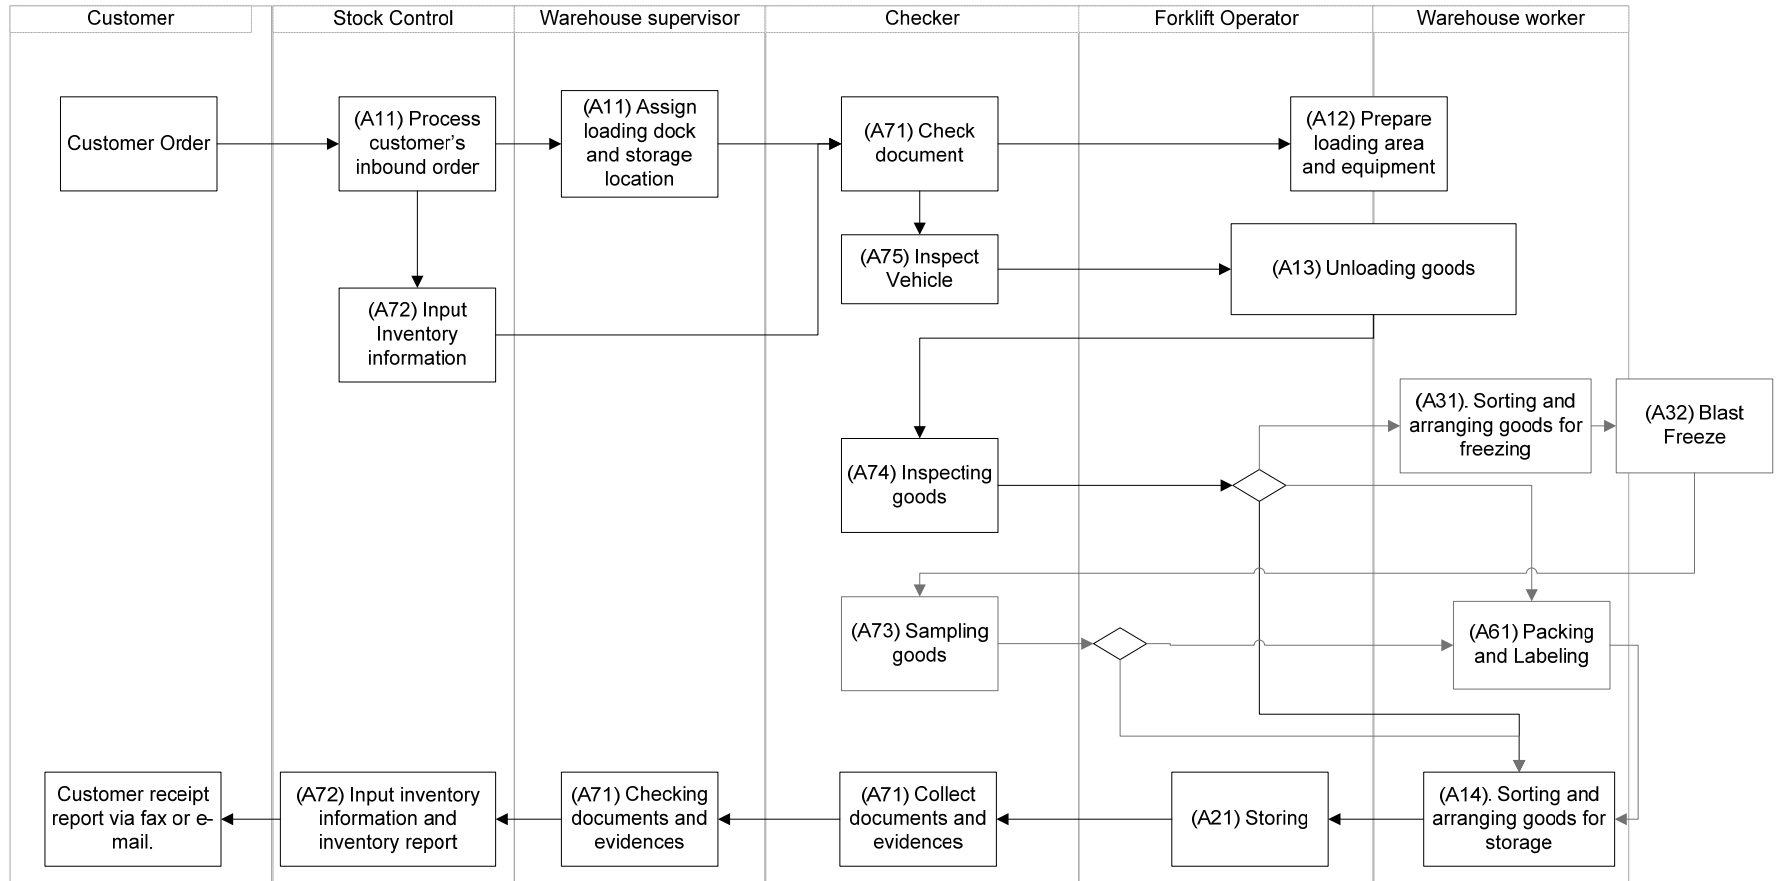 Customer
Stock Control
Warehouse supervisor
Checker
Forklift Operator
Warehouse worker
Customer Order
(A11) Process
customer's
inbound order
(A11) Assign
loading dock
and storage
location
(A71) Check
document
(A12) Prepare
loading area
and equipment
(A75) Inspect
Vehicle
(A13) Unloading goods
(A72) Input
Inventory
information
(A31). Sorting and
arranging goods for
freezing
(A32) Blast
Freeze
(A74) Inspecting
goods
(A73) Sampling
goods
(A61) Packing
and Labeling
Customer receipt
report via fax or e-
mail.
(A72) Input inventory
information and
inventory report
(A71) Checking
documents and
evidences
(A71) Collect
documents and
evidences
(A21) Storing
(A14). Sorting and
arranging goods for
storage